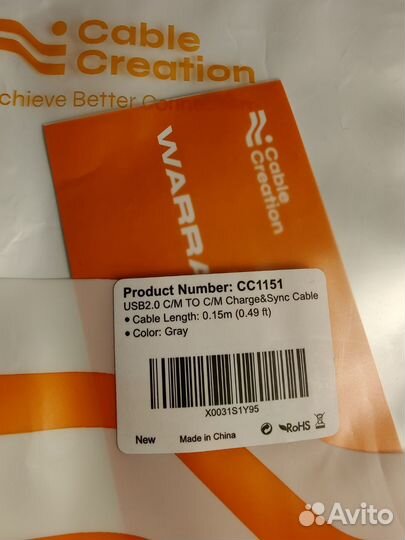 Cable
Creation
chieve Better Conn
Cable
Creation
WARRA
Product Number: CC1151
USB2.0 C/M TO C/M Charge&Sync Cable
• Cable Length: 0.15m (0.49 ft)
• Color: Gray
X0031S1Y95
New Made in China RoHS
Avito